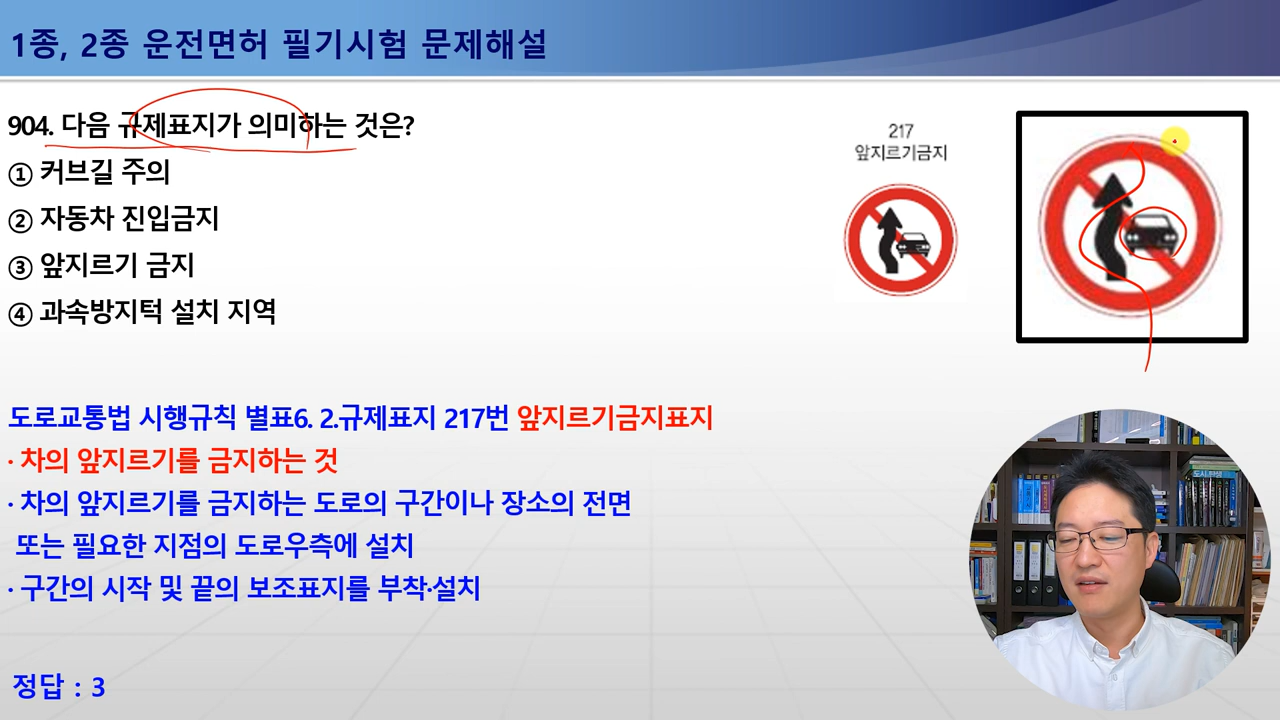 1종, 2종 운전면허 필기시험 문제해설
904. 다음 규제표지가 의미하는 것은?
① 커브길 주의
② 자동차 진입금지
③ 앞지르기 금지
④ 과속방지턱 설치 지역
217
앞지르기금지
도로교통법 시행규칙 별표6. 2.규제표지 217번 앞지르기금지표지
· 차의 앞지르기를 금지하는 것
· 차의 앞지르기를 금지하는 도로의 구간이나 장소의 전면
또는 필요한 지점의 도로우측에 설치
· 구간의 시작 및 끝의 보조표지를 부착·설치
정답 : 3